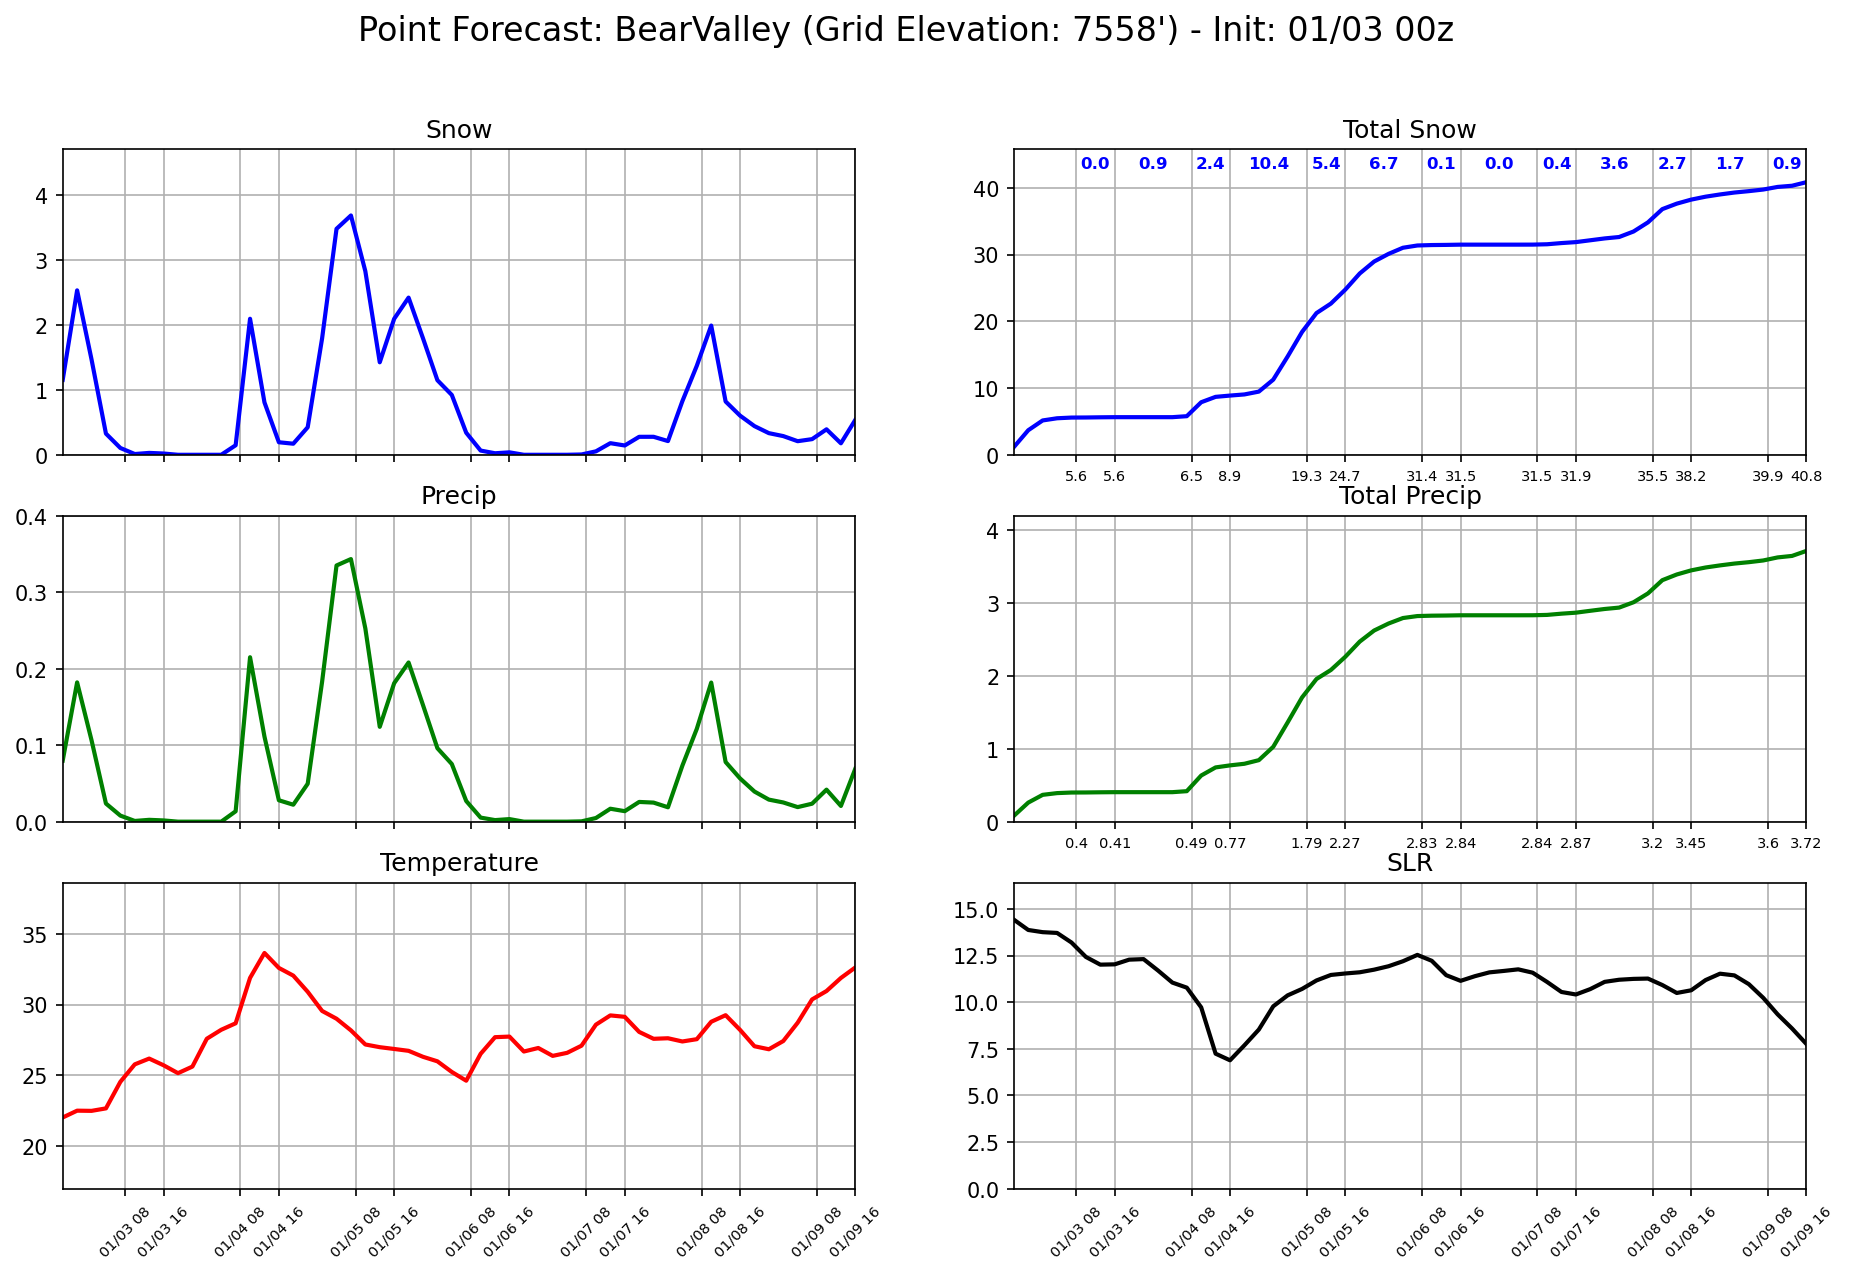 Point Forecast: BearValley (Grid Elevation: 7558') - Init: 01/03 00z
Snow
4
3
2
1
0
Total Snow
0.0 0.9 2.4 10.4 5.4 6.7 0.1 0.0 0.4 3.6 2.7 1.7 0.9
40
30
20
10
0
5.6 5.6 6.5 8.9 19.3 24.7 31.4 31.5 31.5 31.9 35.5 38.2 39.9 40.8
Precip
0.4
0.3
0.2
0.1
0.0
Total Precip
4
3
2
1
0
0.4 0.41 0.49 0.77 1.79 2.27 2.83 2.84 2.84 2.87 3.2 3.45 3.6 3.72
Temperature
35
30
25
20
01/03 08 01/03 16 01/04 08 01/04 16 01/05 08 01/05 16 01/06 08 01/06 16 01/07 08 01/07 16 01/08 08 01/08 16 01/09 08 01/09 16
SLR
15.0
12.5
10.0
7.5
5.0
2.5
0.0
01/03 08 01/03 16 01/04 08 01/04 16 01/05 08 01/05 16 01/06 08 01/06 16 01/07 08 01/07 16 01/08 08 01/08 16 01/09 08 01/09 16